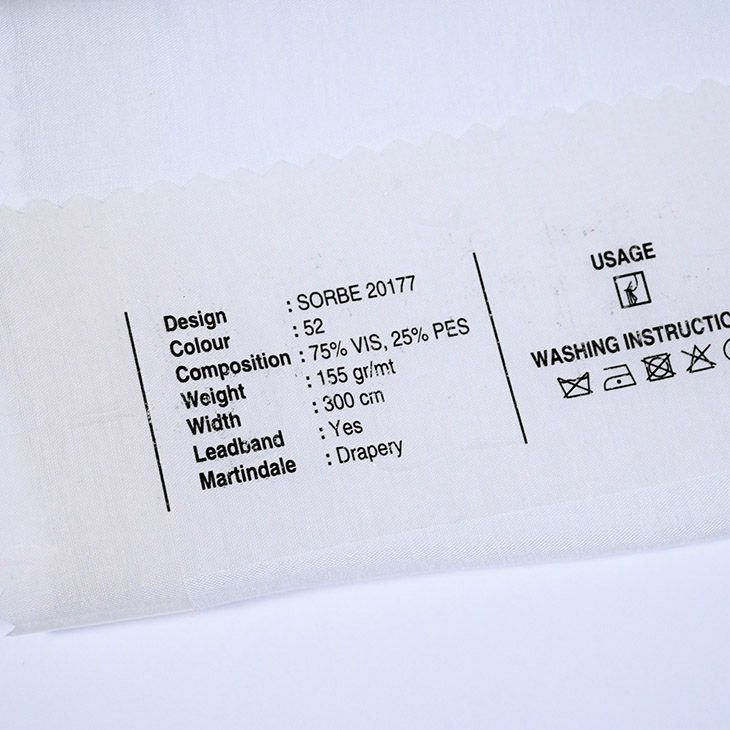 Design : SORBE 20177
Colour : 52
Composition : 75% VIS, 25% PES
Weight : 155 gr/mt
Width : 300 cm
Leadband : Yes
Martindale : Drapery
USAGE
WASHING INSTRUCTIO